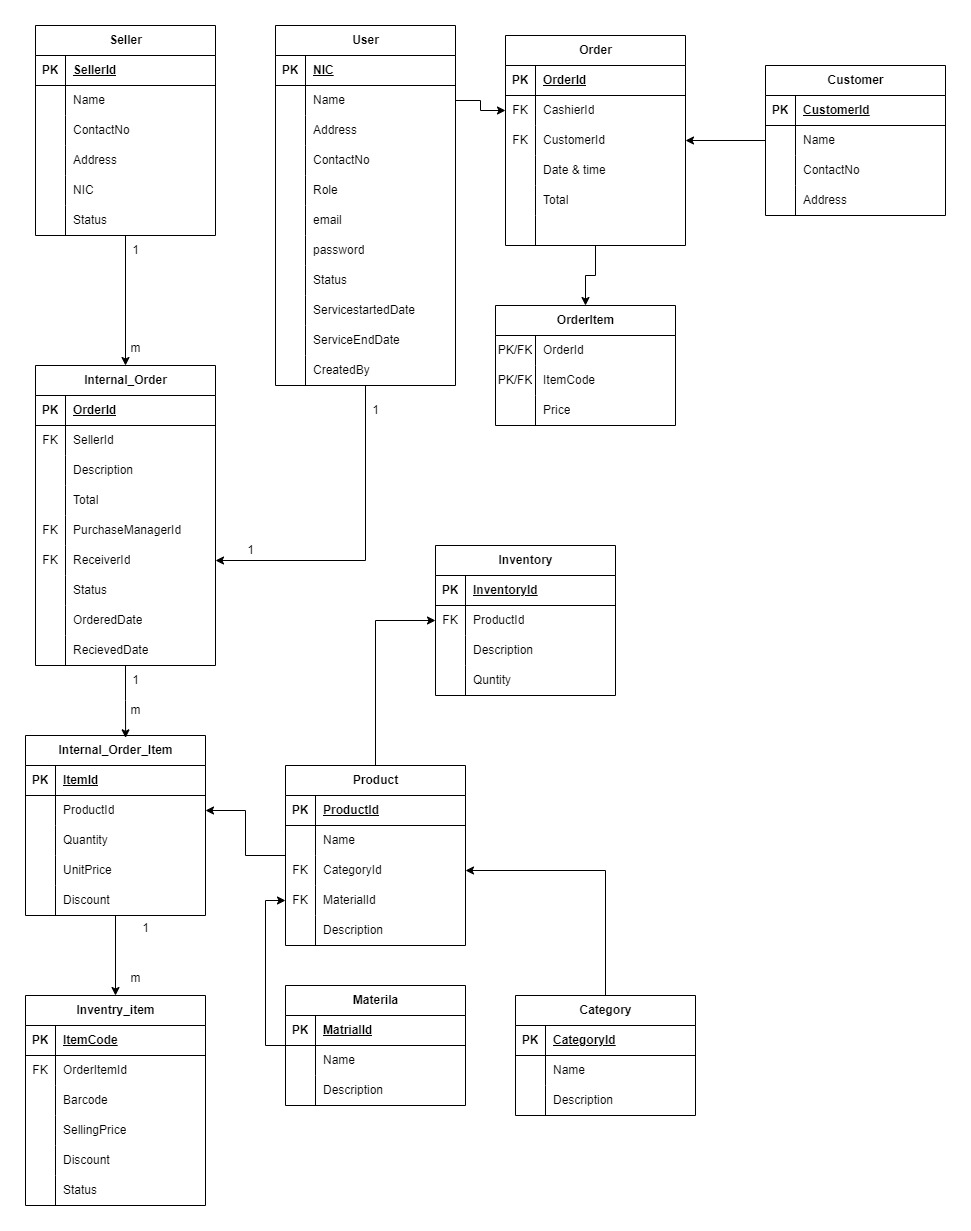 Seller
PK SellerId
Name
ContactNo
Address
NIC
Status
User
PK NIC
Name
Address
ContactNo
Role
email
password
Status
ServicestartedDate
ServiceEndDate
CreatedBy
Order
PK OrderId
FK CashierId
FK CustomerId
Date & time
Total
Customer
PK CustomerId
Name
ContactNo
Address
1
m
OrderItem
PK/FK OrderId
PK/FK ItemCode
Price
Internal_Order
PK OrderId
FK SellerId
Description
Total
FK PurchaseManagerId
FK ReceiverId
Status
OrderedDate
RecievedDate
1
1
Inventory
PK InventoryId
FK ProductId
Description
Quntity
1
m
Internal_Order_Item
PK ItemId
ProductId
Quantity
UnitPrice
Discount
Product
PK ProductId
Name
FK CategoryId
FK MaterialId
Description
1
m
Inventry_item
PK ItemCode
FK OrderItemId
Barcode
SellingPrice
Discount
Status
Materila
PK MatrialId
Name
Description
Category
PK CategoryId
Name
Description